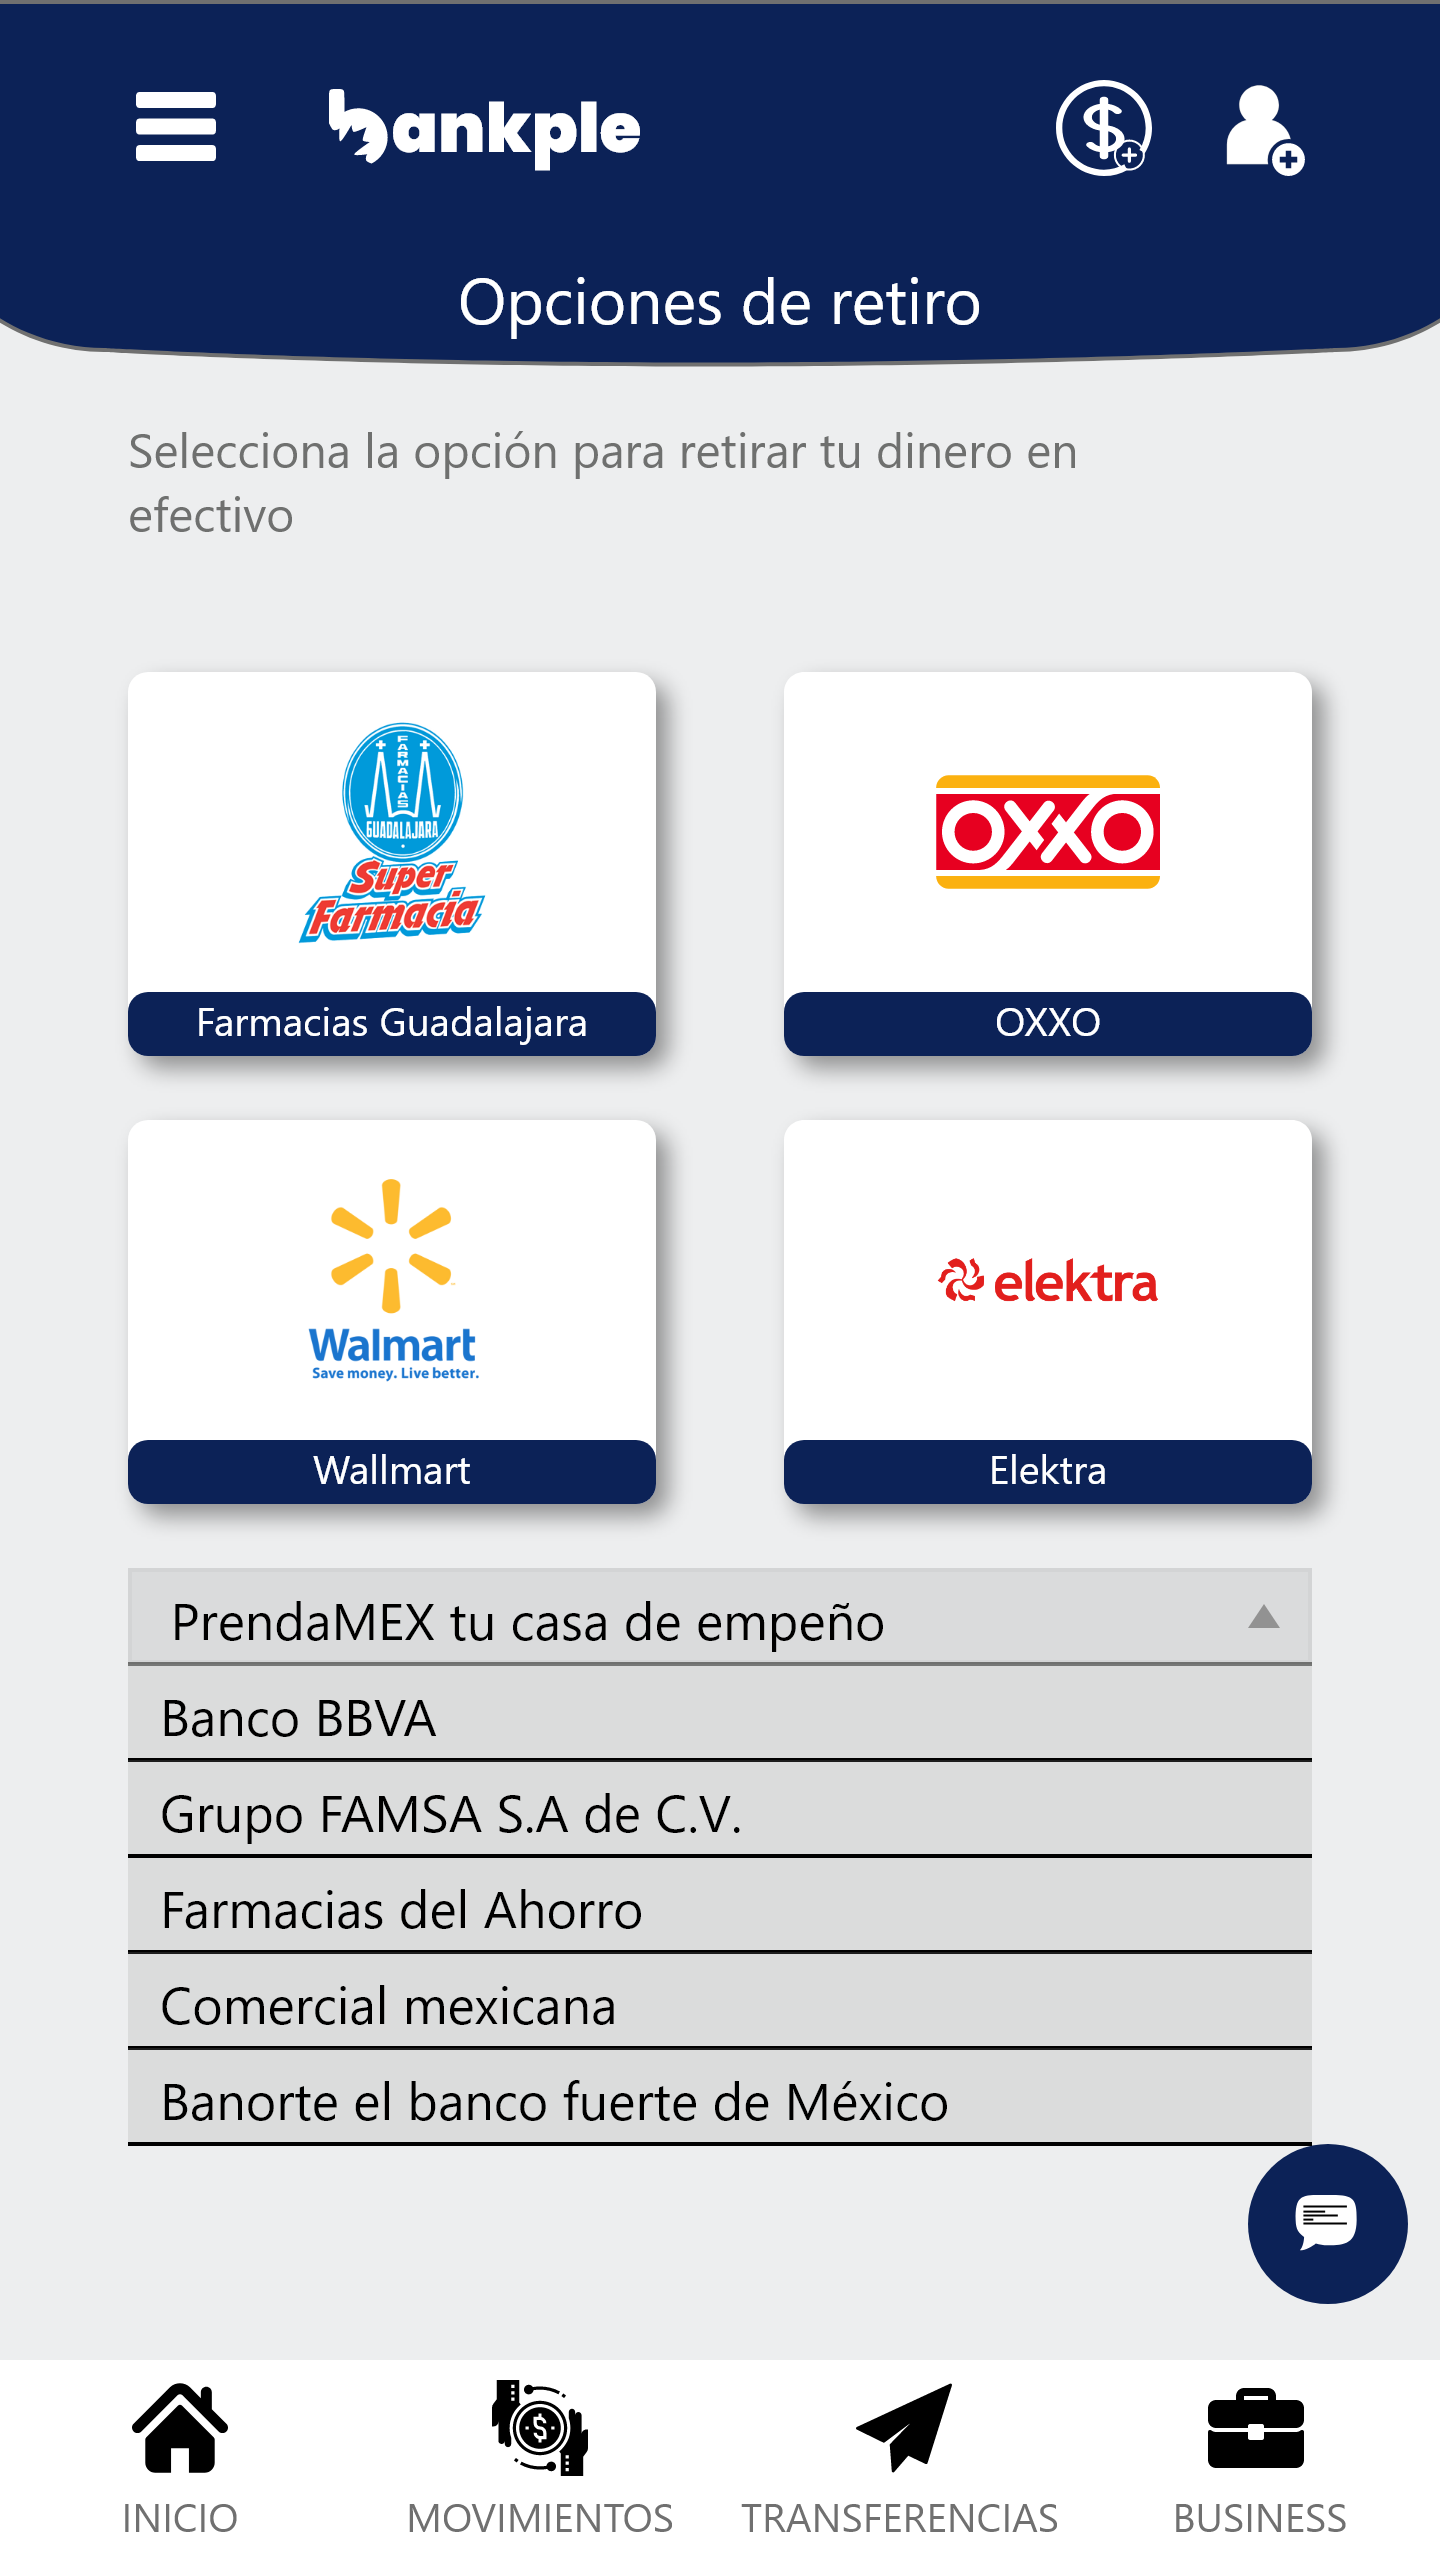 bankple
Opciones de retiro
Selecciona la opción para retirar tu dinero en
efectivo
FARMACIAS
GUADALAJARA
Super
Farmacia
OXXO
Farmacias Guadalajara
OXXO
Walmart
Save money. Live better.
elektra
Wallmart
Elektra
PrendaMEX tu casa de empeño
Banco BBVA
Grupo FAMSA S.A de C.V.
Farmacias del Ahorro
Comercial mexicana
Banorte el banco fuerte de México
INICIO
MOVIMIENTOS
TRANSFERENCIAS
BUSINESS